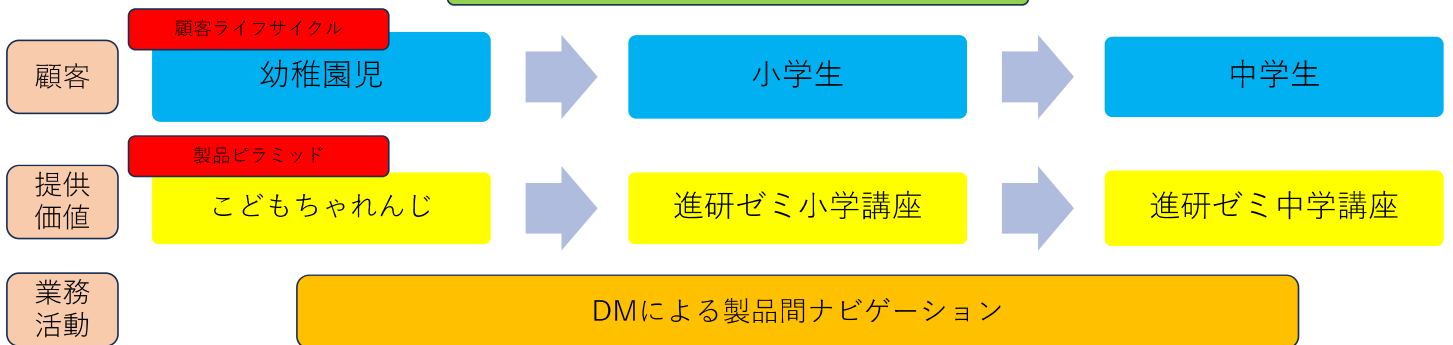 顧客ライフサイクル
顧客
幼稚園児
小学生
中学生
製品ピラミッド
提供
価値
こどもちゃれんじ
進研ゼミ小学講座
進研ゼミ中学講座
業務
活動
DMによる製品間ナビゲーション